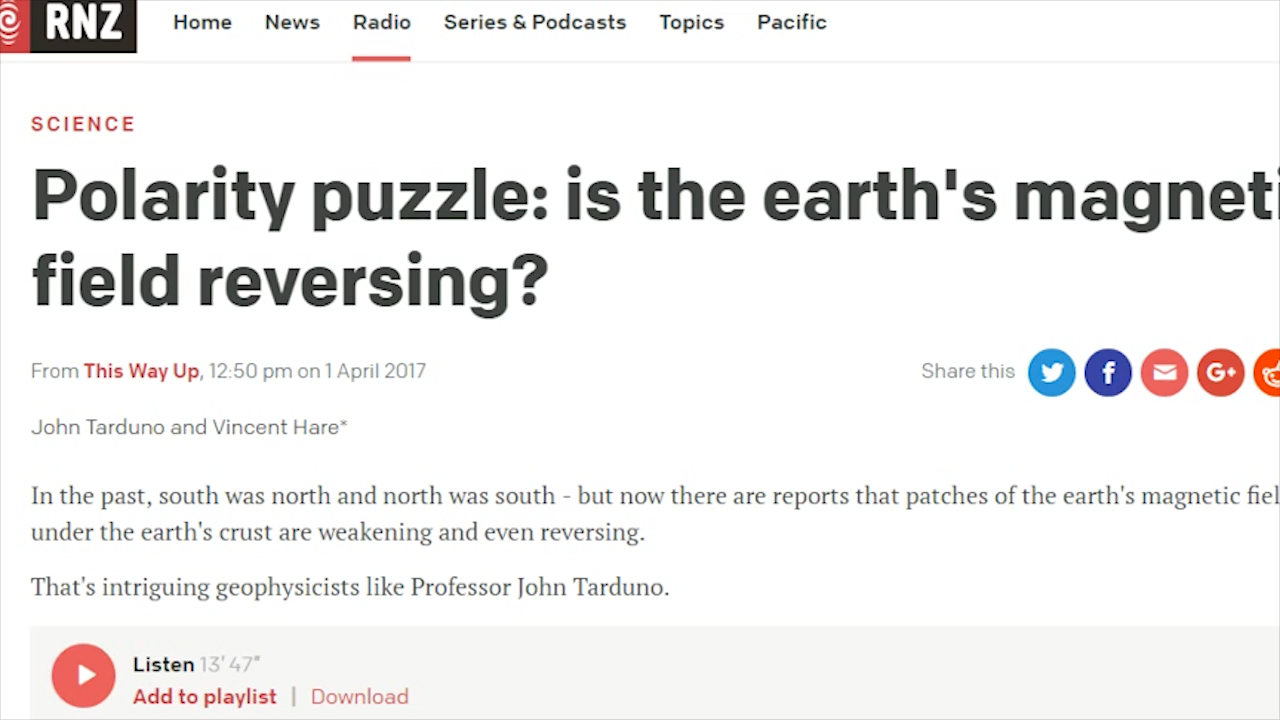 RNZ Home News Radio Series & Podcasts Topics Pacific
SCIENCE
Polarity puzzle: is the earth's magneti
field reversing?
From This Way Up, 12:50 pm on 1 April 2017
Share this
John Tarduno and Vincent Hare*
In the past, south was north and north was south - but now there are reports that patches of the earth's magnetic fiel
under the earth's crust are weakening and even reversing.
That's intriguing geophysicists like Professor John Tarduno.
Listen 13′ 47″
Add to playlist | Download